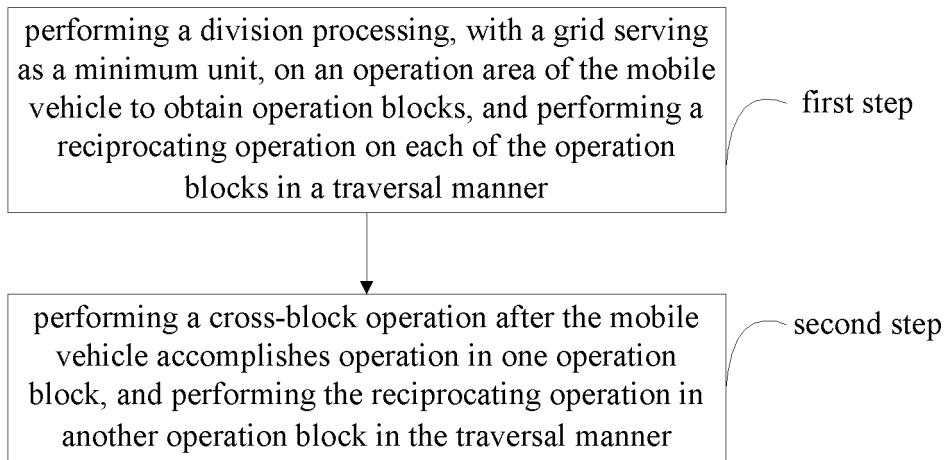 performing a division processing, with a grid serving
as a minimum unit, on an operation area of the mobile
vehicle to obtain operation blocks, and performing a
reciprocating operation on each of the operation
blocks in a traversal manner
first step
performing a cross-block operation after the mobile
vehicle accomplishes operation in one operation
block, and performing the reciprocating operation in
another operation block in the traversal manner
second step